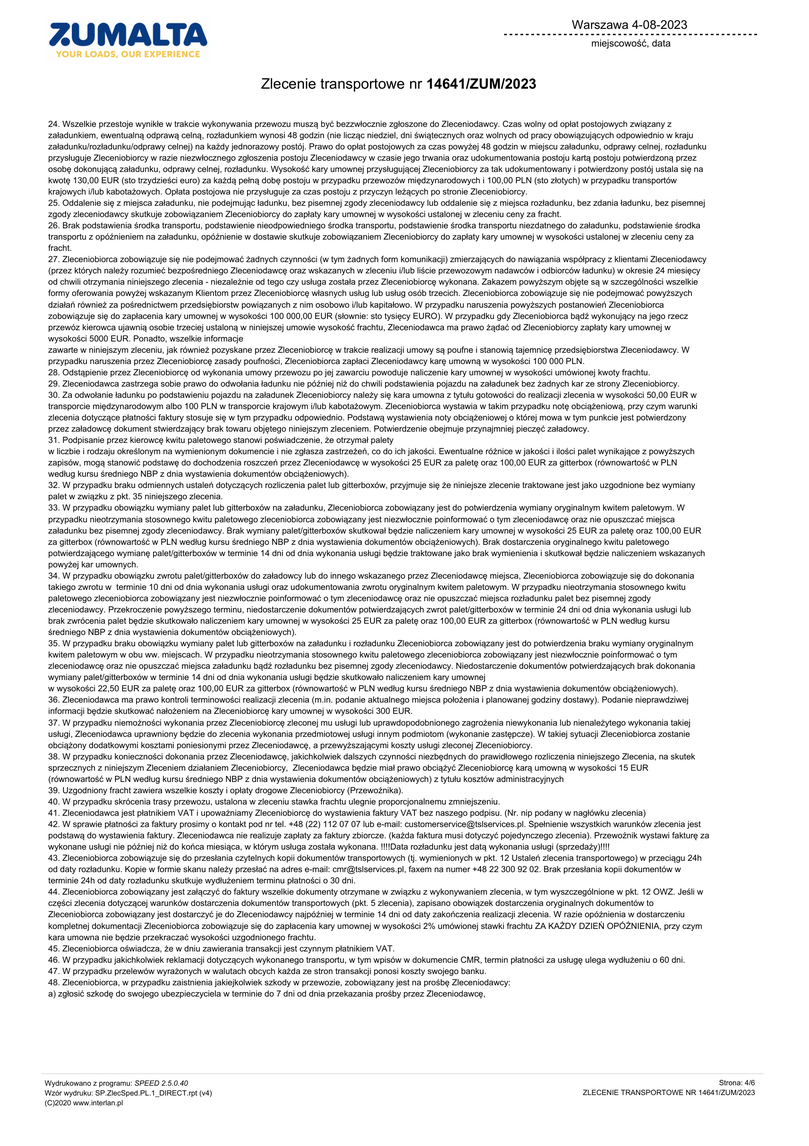 ZUMALTA
YOUR LOADS, OUR EXPERIENCE
Warszawa 4-08-2023
miejscowość, data
Zlecenie transportowe nr 14641/ZUM/2023
24. Wszelkie przestoje wynikłe w trakcie wykonywania przewozu muszą być bezzwłocznie zgłoszone do Zleceniodawcy. Czas wolny od opłat postojowych związany z
załadunkiem, ewentualną odprawą celną, rozładunkiem wynosi 48 godzin (nie licząc niedziel, dni świątecznych oraz wolnych od pracy obowiązujących odpowiednio w kraju
załadunku/rozładunku/odprawy celnej) na każdy jednorazowy postój. Prawo do opłat postojowych za czas powyżej 48 godzin w miejscu załadunku, odprawy celnej, rozładunku
przysługuje Zleceniobiorcy w razie niezwłocznego zgłoszenia postoju Zleceniodawcy w czasie jego trwania oraz udokumentowania postoju kartą postoju potwierdzoną przez
osobę dokonującą załadunku, odprawy celnej, rozładunku. Wysokość kary umownej przysługującej Zleceniobiorcy za tak udokumentowany i potwierdzony postój ustala się na
kwotę 130,00 EUR (sto trzydzieści euro) za każdą pełną dobę postoju w przypadku przewozów międzynarodowych i 100,00 PLN (sto złotych) w przypadku transportów
krajowych i/lub kabotażowych. Opłata postojowa nie przysługuje za czas postoju z przyczyn leżących po stronie Zleceniobiorcy.
25. Oddalenie się z miejsca załadunku, nie podejmując ładunku, bez pisemnej zgody zleceniodawcy lub oddalenie się z miejsca rozładunku, bez zdania ładunku, bez pisemnej
zgody zleceniodawcy skutkuje zobowiązaniem Zleceniobiorcy do zapłaty kary umownej w wysokości ustalonej w zleceniu ceny za fracht.
26. Brak podstawienia środka transportu, podstawienie nieodpowiedniego środka transportu, podstawienie środka transportu niezdatnego do załadunku, podstawienie środka
transportu z opóźnieniem na załadunku, opóźnienie w dostawie skutkuje zobowiązaniem Zleceniobiorcy do zapłaty kary umownej w wysokości ustalonej w zleceniu ceny za
fracht.
27. Zleceniobiorca zobowiązuje się nie podejmować żadnych czynności (w tym żadnych form komunikacji) zmierzających do nawiązania współpracy z klientami Zleceniodawcy
(przez których należy rozumieć bezpośredniego Zleceniodawcę oraz wskazanych w zleceniu i/lub liście przewozowym nadawców i odbiorców ładunku) w okresie 24 miesięcy
od chwili otrzymania niniejszego zlecenia - niezależnie od tego czy usługa została przez Zleceniobiorcę wykonana. Zakazem powyższym objęte są w szczególności wszelkie
formy oferowania powyżej wskazanym Klientom przez Zleceniobiorcę własnych usług lub usług osób trzecich. Zleceniobiorca zobowiązuje się nie podejmować powyższych
działań również za pośrednictwem przedsiębiorstw powiązanych z nim osobowo i/lub kapitałowo. W przypadku naruszenia powyższych postanowień Zleceniobiorca
zobowiązuje się do zapłacenia kary umownej w wysokości 100 000,00 EUR (słownie: sto tysięcy EURO). W przypadku gdy Zleceniobiorca bądź wykonujący na jego rzecz
przewóz kierowca ujawnią osobie trzeciej ustaloną w niniejszej umowie wysokość frachtu, Zleceniodawca ma prawo żądać od Zleceniobiorcy zapłaty kary umownej w
wysokości 5000 EUR. Ponadto, wszelkie informacje
zawarte w niniejszym zleceniu, jak również pozyskane przez Zleceniobiorcę w trakcie realizacji umowy są poufne i stanowią tajemnicę przedsiębiorstwa Zleceniodawcy. W
przypadku naruszenia przez Zleceniobiorcę zasady poufności, Zleceniobiorca zapłaci Zleceniodawcy karę umowną w wysokości 100 000 PLN.
28. Odstąpienie przez Zleceniobiorcę od wykonania umowy przewozu po jej zawarciu powoduje naliczenie kary umownej w wysokości umówionej kwoty frachtu.
29. Zleceniodawca zastrzega sobie prawo do odwołania ładunku nie później niż do chwili podstawienia pojazdu na załadunek bez żadnych kar ze strony Zleceniobiorcy.
30. Za odwołanie ładunku po podstawieniu pojazdu na załadunek Zleceniobiorcy należy się kara umowna z tytułu gotowości do realizacji zlecenia w wysokości 50,00 EUR w
transporcie międzynarodowym albo 100 PLN w transporcie krajowym i/lub kabotażowym. Zleceniobiorca wystawia w takim przypadku notę obciążeniową, przy czym warunki
zlecenia dotyczące płatności faktury stosuje się w tym przypadku odpowiednio. Podstawą wystawienia noty obciążeniowej o której mowa w tym punkcie jest potwierdzony
przez załadowcę dokument stwierdzający brak towaru objętego niniejszym zleceniem. Potwierdzenie obejmuje przynajmniej pieczęć załadowcy.
31. Podpisanie przez kierowcę kwitu paletowego stanowi poświadczenie, że otrzymał palety
w liczbie i rodzaju określonym na wymienionym dokumencie i nie zgłasza zastrzeżeń, co do ich jakości. Ewentualne różnice w jakości i ilości palet wynikające z powyższych
zapisów, mogą stanowić podstawę do dochodzenia roszczeń przez Zleceniodawcę w wysokości 25 EUR za paletę oraz 100,00 EUR za gitterbox (równowartość w PLN
według kursu średniego NBP z dnia wystawienia dokumentów obciążeniowych).
32. W przypadku braku odmiennych ustaleń dotyczących rozliczenia palet lub gitterboxów, przyjmuje się że niniejsze zlecenie traktowane jest jako uzgodnione bez wymiany
palet w związku z pkt. 35 niniejszego zlecenia.
33. W przypadku obowiązku wymiany palet lub gitterboxów na załadunku, Zleceniobiorca zobowiązany jest do potwierdzenia wymiany oryginalnym kwitem paletowym. W
przypadku nieotrzymania stosownego kwitu paletowego zleceniobiorca zobowiązany jest niezwłocznie poinformować o tym zleceniodawcę oraz nie opuszczać miejsca
załadunku bez pisemnej zgody zleceniodawcy. Brak wymiany palet/gitterboxów skutkował będzie naliczeniem kary umownej w wysokości 25 EUR za paletę oraz 100,00 EUR
za gitterbox (równowartość w PLN według kursu średniego NBP z dnia wystawienia dokumentów obciążeniowych). Brak dostarczenia oryginalnego kwitu paletowego
potwierdzającego wymianę palet/gitterboxów w terminie 14 dni od dnia wykonania usługi będzie traktowane jako brak wymienienia i skutkował będzie naliczeniem wskazanych
powyżej kar umownych.
34. W przypadku obowiązku zwrotu palet/gitterboxów do załadowcy lub do innego wskazanego przez Zleceniodawcę miejsca, Zleceniobiorca zobowiązuje się do dokonania
takiego zwrotu w  terminie 10 dni od dnia wykonania usługi oraz udokumentowania zwrotu oryginalnym kwitem paletowym. W przypadku nieotrzymania stosownego kwitu
paletowego zleceniobiorca zobowiązany jest niezwłocznie poinformować o tym zleceniodawcę oraz nie opuszczać miejsca rozładunku palet bez pisemnej zgody
zleceniodawcy. Przekroczenie powyższego terminu, niedostarczenie dokumentów potwierdzających zwrot palet/gitterboxów w terminie 24 dni od dnia wykonania usługi lub
brak zwrócenia palet będzie skutkowało naliczeniem kary umownej w wysokości 25 EUR za paletę oraz 100,00 EUR za gitterbox (równowartość w PLN według kursu
średniego NBP z dnia wystawienia dokumentów obciążeniowych).
35. W przypadku braku obowiązku wymiany palet lub gitterboxów na załadunku i rozładunku Zleceniobiorca zobowiązany jest do potwierdzenia braku wymiany oryginalnym
kwitem paletowym w obu ww. miejscach. W przypadku nieotrzymania stosownego kwitu paletowego zleceniobiorca zobowiązany jest niezwłocznie poinformować o tym
zleceniodawcę oraz nie opuszczać miejsca załadunku bądź rozładunku bez pisemnej zgody zleceniodawcy. Niedostarczenie dokumentów potwierdzających brak dokonania
wymiany palet/gitterboxów w terminie 14 dni od dnia wykonania usługi będzie skutkowało naliczeniem kary umownej
w wysokości 22,50 EUR za paletę oraz 100,00 EUR za gitterbox (równowartość w PLN według kursu średniego NBP z dnia wystawienia dokumentów obciążeniowych).
36. Zleceniodawca ma prawo kontroli terminowości realizacji zlecenia (m.in. podanie aktualnego miejsca położenia i planowanej godziny dostawy). Podanie nieprawdziwej
informacji będzie skutkować nałożeniem na Zleceniobiorcę kary umownej w wysokości 300 EUR.
37. W przypadku niemożności wykonania przez Zleceniobiorcę zleconej mu usługi lub uprawdopodobnionego zagrożenia niewykonania lub nienależytego wykonania takiej
usługi, Zleceniodawca uprawniony będzie do zlecenia wykonania przedmiotowej usługi innym podmiotom (wykonanie zastępcze). W takiej sytuacji Zleceniobiorca zostanie
obciążony dodatkowymi kosztami poniesionymi przez Zleceniodawcę, a przewyższającymi koszty usługi zleconej Zleceniobiorcy.
38. W przypadku konieczności dokonania przez Zleceniodawcę, jakichkolwiek dalszych czynności niezbędnych do prawidłowego rozliczenia niniejszego Zlecenia, na skutek
sprzecznych z niniejszym Zleceniem działaniem Zleceniobiorcy,  Zleceniodawca będzie miał prawo obciążyć Zleceniobiorcę karą umowną w wysokości 15 EUR
(równowartość w PLN według kursu średniego NBP z dnia wystawienia dokumentów obciążeniowych) z tytułu kosztów administracyjnych
39. Uzgodniony fracht zawiera wszelkie koszty i opłaty drogowe Zleceniobiorcy (Przewoźnika).
40. W przypadku skrócenia trasy przewozu, ustalona w zleceniu stawka frachtu ulegnie proporcjonalnemu zmniejszeniu.
41. Zleceniodawca jest płatnikiem VAT i upoważniamy Zleceniobiorcę do wystawienia faktury VAT bez naszego podpisu. (Nr. nip podany w nagłówku zlecenia)
42. W sprawie płatności za faktury prosimy o kontakt pod nr tel. +48 (22) 112 07 07 lub e-mail: customerservice@tslservices.pl. Spełnienie wszystkich warunków zlecenia jest
podstawą do wystawienia faktury. Zleceniodawca nie realizuje zapłaty za faktury zbiorcze. (każda faktura musi dotyczyć pojedynczego zlecenia). Przewoźnik wystawi fakturę za
wykonane usługi nie później niż do końca miesiąca, w którym usługa została wykonana. !!!!Data rozładunku jest datą wykonania usługi (sprzedaży)!!!!
43. Zleceniobiorca zobowiązuje się do przesłania czytelnych kopii dokumentów transportowych (tj. wymienionych w pkt. 12 Ustaleń zlecenia transportowego) w przeciągu 24h
od daty rozładunku. Kopie w formie skanu należy przesłać na adres e-mail: cmr@tslservices.pl, faxem na numer +48 22 300 92 02. Brak przesłania kopii dokumentów w
terminie 24h od daty rozładunku skutkuje wydłużeniem terminu płatności o 30 dni.
44. Zleceniobiorca zobowiązany jest załączyć do faktury wszelkie dokumenty otrzymane w związku z wykonywaniem zlecenia, w tym wyszczególnione w pkt. 12 OWZ. Jeśli w
części zlecenia dotyczącej warunków dostarczenia dokumentów transportowych (pkt. 5 zlecenia), zapisano obowiązek dostarczenia oryginalnych dokumentów to
Zleceniobiorca zobowiązany jest dostarczyć je do Zleceniodawcy najpóźniej w terminie 14 dni od daty zakończenia realizacji zlecenia. W razie opóźnienia w dostarczeniu
kompletnej dokumentacji Zleceniobiorca zobowiązuje się do zapłacenia kary umownej w wysokości 2% umówionej stawki frachtu ZA KAŻDY DZIEŃ OPÓŹNIENIA, przy czym
kara umowna nie będzie przekraczać wysokości uzgodnionego frachtu.
45. Zleceniobiorca oświadcza, że w dniu zawierania transakcji jest czynnym płatnikiem VAT.
46. W przypadku jakichkolwiek reklamacji dotyczących wykonanego transportu, w tym wpisów w dokumencie CMR, termin płatności za usługę ulega wydłużeniu o 60 dni.
47. W przypadku przelewów wyrażonych w walutach obcych każda ze stron transakcji ponosi koszty swojego banku.
48. Zleceniobiorca, w przypadku zaistnienia jakiejkolwiek szkody w przewozie, zobowiązany jest na prośbę Zleceniodawcy:
a) zgłosić szkodę do swojego ubezpieczyciela w terminie do 7 dni od dnia przekazania prośby przez Zleceniodawcę,
Wydrukowano z programu: SPEED 2.5.0.40
Wzór wydruku: SP.ZlecSped.PL.1_DIRECT.rpt (v4)
(C)2020 www.interlan.pl
Strona: 4/6
ZLECENIE TRANSPORTOWE NR 14641/ZUM/2023